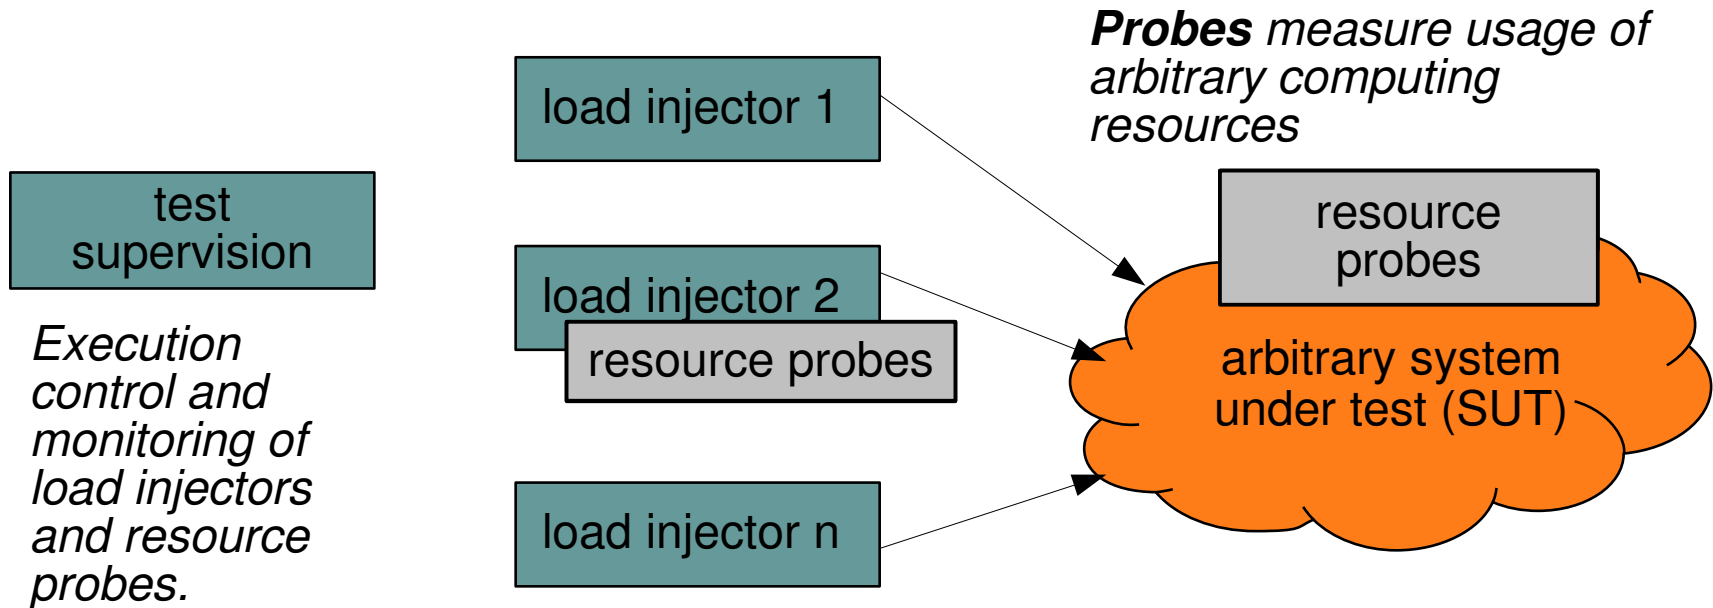 Probes measure usage of
arbitrary computing
resources
load injector 1
test
supervision
resource
probes
load injector 2
resource probes
Execution
control and
monitoring of
load injectors
and resource
probes.
arbitrary system
under test (SUT)
load injector n